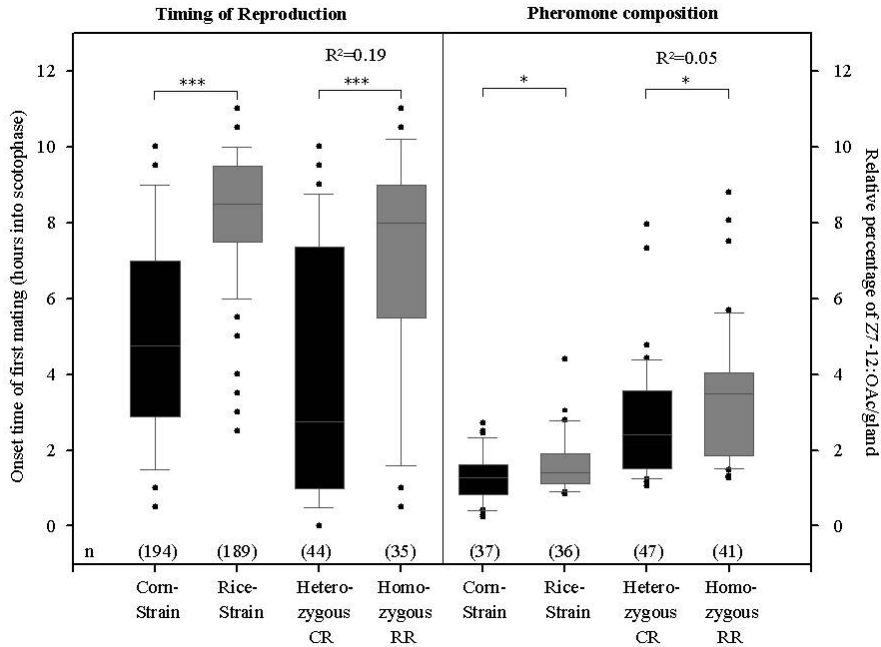 Timing of Reproduction
Pheromone composition
R²=0.19
R²=0.05
***
***
*
*
Onset time of first mating (hours into scotophase)
12
10
8
6
4
2
0
12
10
8
6
4
2
0
Relative percentage of Z7-12:OAc/gland
n (194) (189) (44) (35) (37) (36) (47) (41)
Corn-
Strain
Rice-
Strain
Hetero-
zygous
CR
Homo-
zygous
RR
Corn-
Strain
Rice-
Strain
Hetero-
zygous
CR
Homo-
zygous
RR